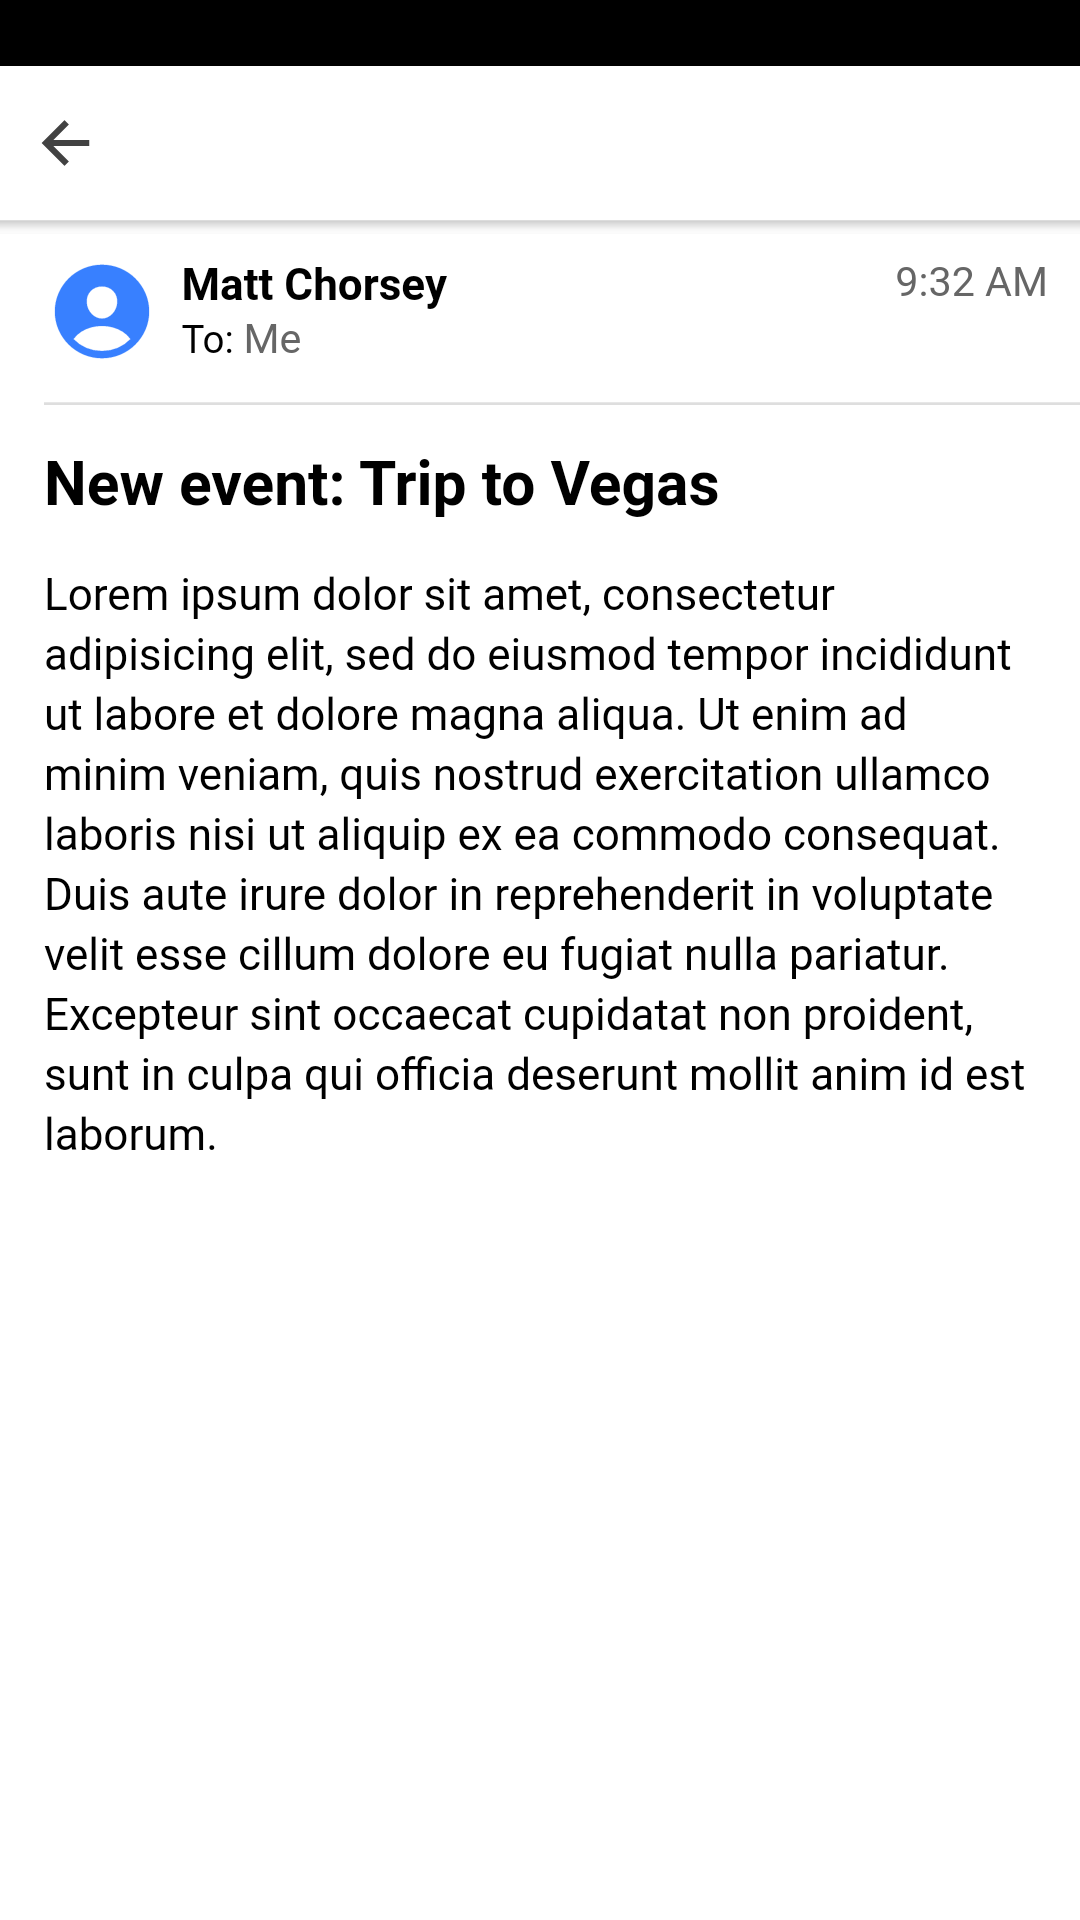 Matt Chorsey
9:32 AM
To: Me
New event: Trip to Vegas
Lorem ipsum dolor sit amet, consectetur
adipisicing elit, sed do eiusmod tempor incididunt
ut labore et dolore magna aliqua. Ut enim ad
minim veniam, quis nostrud exercitation ullamco
laboris nisi ut aliquip ex ea commodo consequat.
Duis aute irure dolor in reprehenderit in voluptate
velit esse cillum dolore eu fugiat nulla pariatur.
Excepteur sint occaecat cupidatat non proident,
sunt in culpa qui officia deserunt mollit anim id est
laborum.